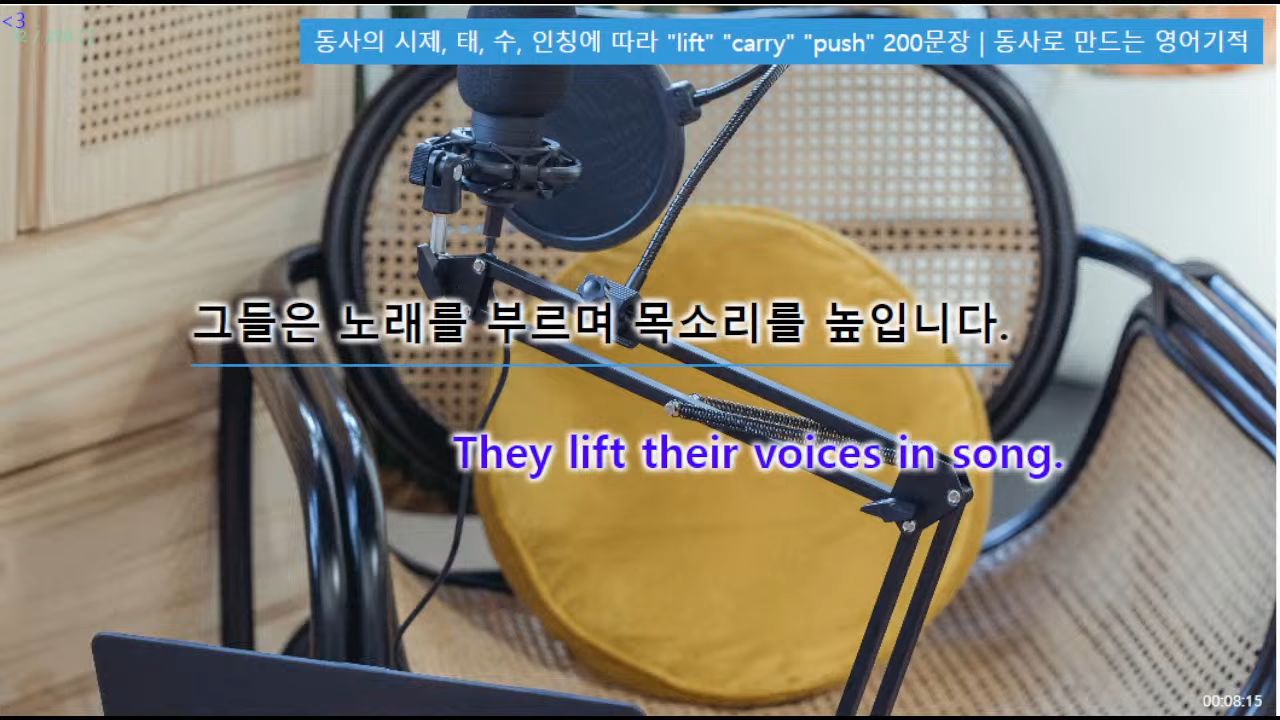 <3
동사의 시제, 태, 수, 인칭에 따라 "lift" "carry" "push" 200문장 | 동사로 만드는 영어기적
그들은 노래를 부르며 목소리를 높입니다.
They lift their voices in song.
00:08:15